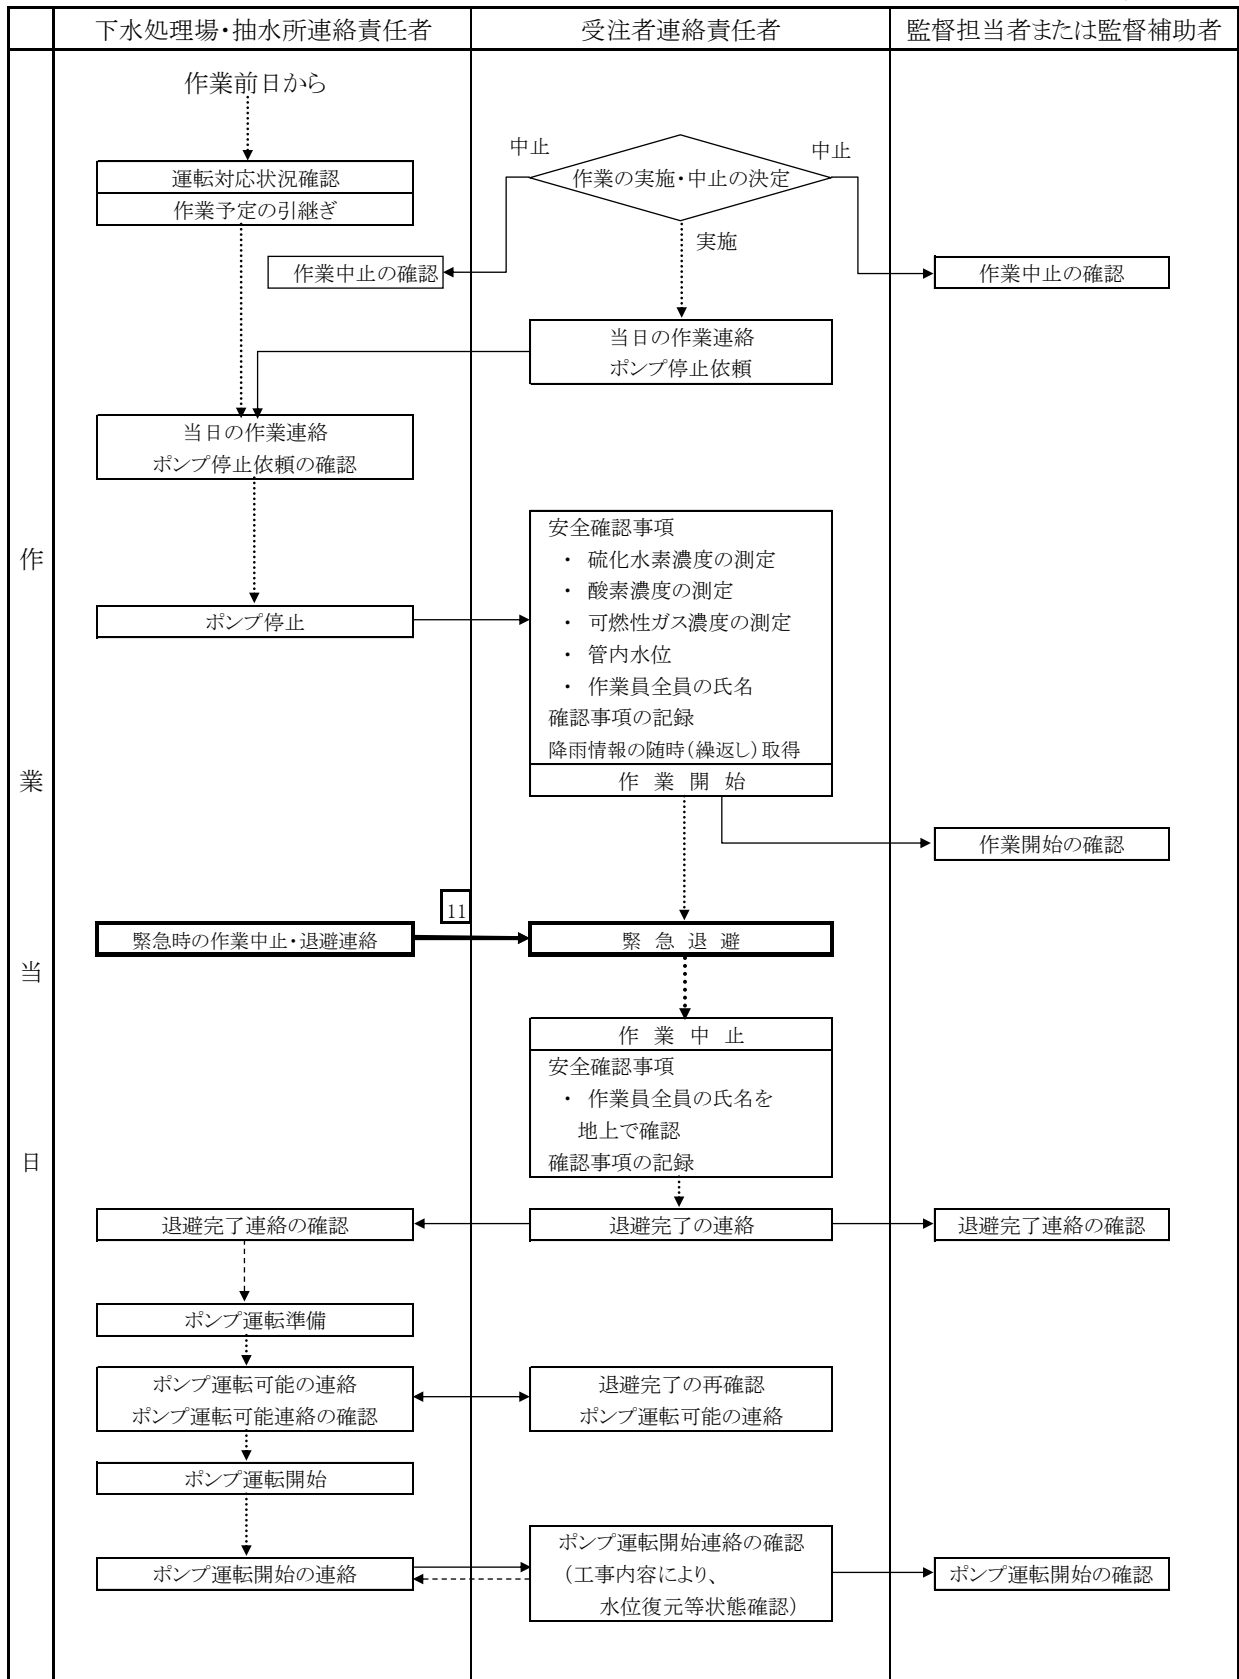 下水処理場・抽水所連絡責任者
受注者連絡責任者
監督担当者または監督補助者
作業当日
作業前日から
中止
中止
運転対応状況確認
作業の実施・中止の決定
作業予定の引継ぎ
実施
作業中止の確認
作業中止の確認
当日の作業連絡
ポンプ停止依頼
当日の作業連絡
ポンプ停止依頼の確認
安全確認事項
・ 硫化水素濃度の測定
・ 酸素濃度の測定
・ 可燃性ガス濃度の測定
・ 管内水位
・ 作業員全員の氏名
確認事項の記録
降雨情報の随時(繰返し)取得
作 業 開 始
ポンプ停止
作業開始の確認
11
緊急時の作業中止・退避連絡
緊 急 退 避
作 業 中 止
安全確認事項
・ 作業員全員の氏名を
地上で確認
確認事項の記録
退避完了連絡の確認
退避完了の連絡
退避完了連絡の確認
ポンプ運転準備
ポンプ運転可能の連絡
ポンプ運転可能連絡の確認
退避完了の再確認
ポンプ運転可能の連絡
ポンプ運転開始
ポンプ運転開始の連絡
ポンプ運転開始連絡の確認
(工事内容により、
水位復元等状態確認)
ポンプ運転開始の確認